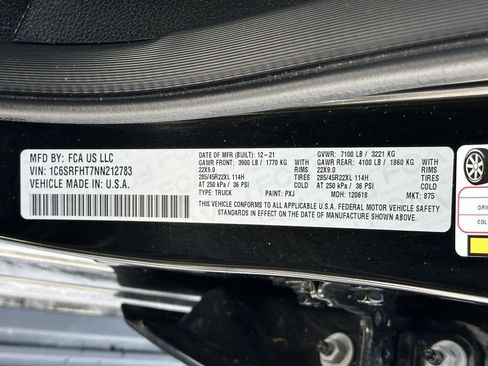 MFD BY: FCA US LLC
VIN: 1C6SRFHT7NN212783
VEHICLE MADE IN U.S.A.
DATE OF MFR (BUILT): 12-21 GVWR: 7100 LB / 3221 KG
GAWR FRONT: 3900 LB / 1770 KG GAWR REAR: 4100 LB / 1860 KG
22X9.0 RIMS 22X9.0 RIMS
285/45R22XL 114H TIRES 285/45R22XL 114H TIRES
AT 250 kPa / 36 PSI AT 250 kPa / 36 PSI
TYPE: TRUCK PAINT: PXJ MDH: 120618 MKT: 875
THIS VEHICLE CONFORMS TO ALL APPLICABLE U.S.A. FEDERAL MOTOR VEHICLE SAFETY
STANDARDS IN EFFECT ON THE DATE OF MANUFACTURE SHOWN ABOVE.